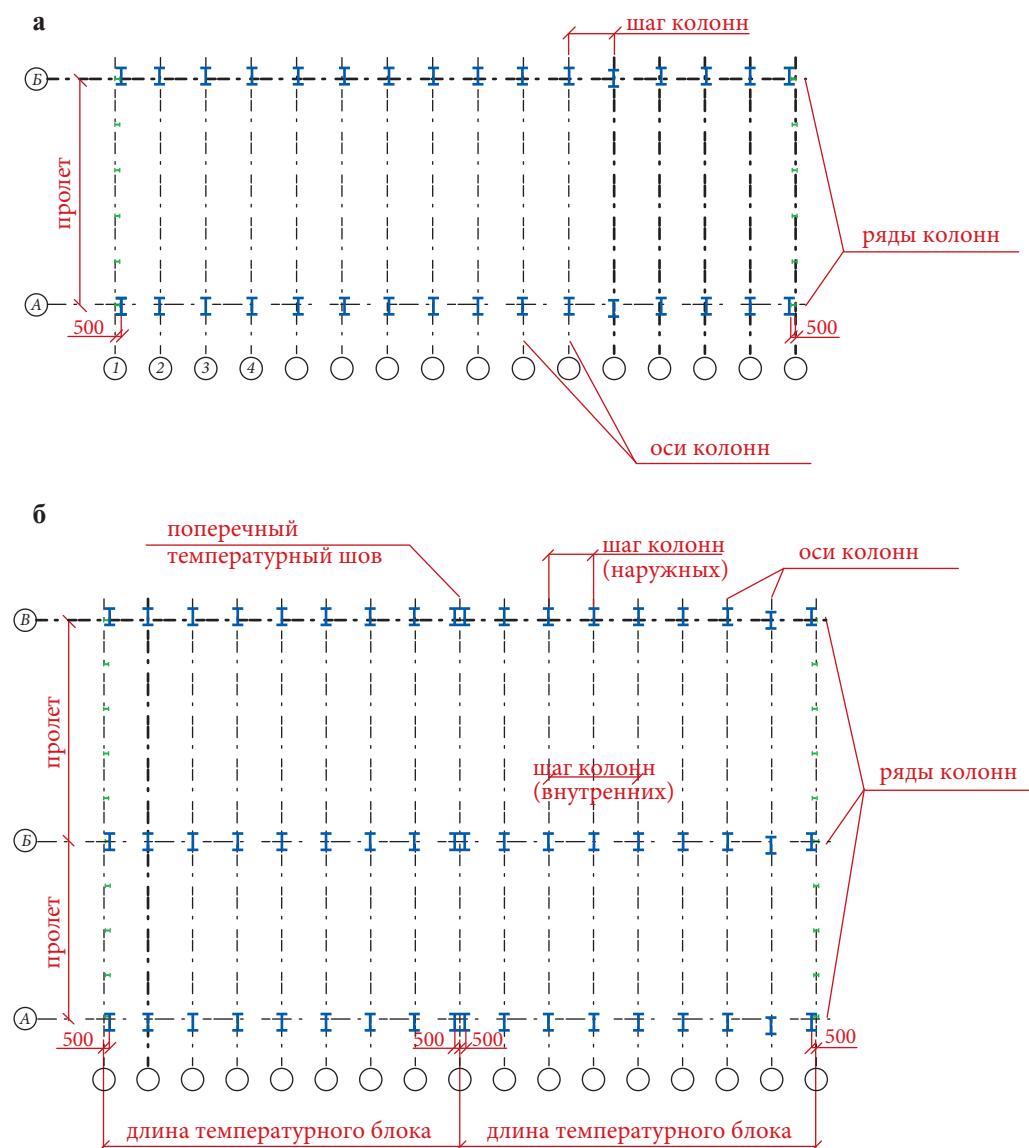 а
шаг колонн
Б
пролет
ряды колонн
А
500
500
1
2
3
4
оси колонн
б
поперечный
температурный шов
шаг колонн
(наружных)
оси колонн
В
пролет
шаг колонн
(внутренних)
ряды колонн
Б
пролет
А
500
500
500
500
длина температурного блока
длина температурного блока